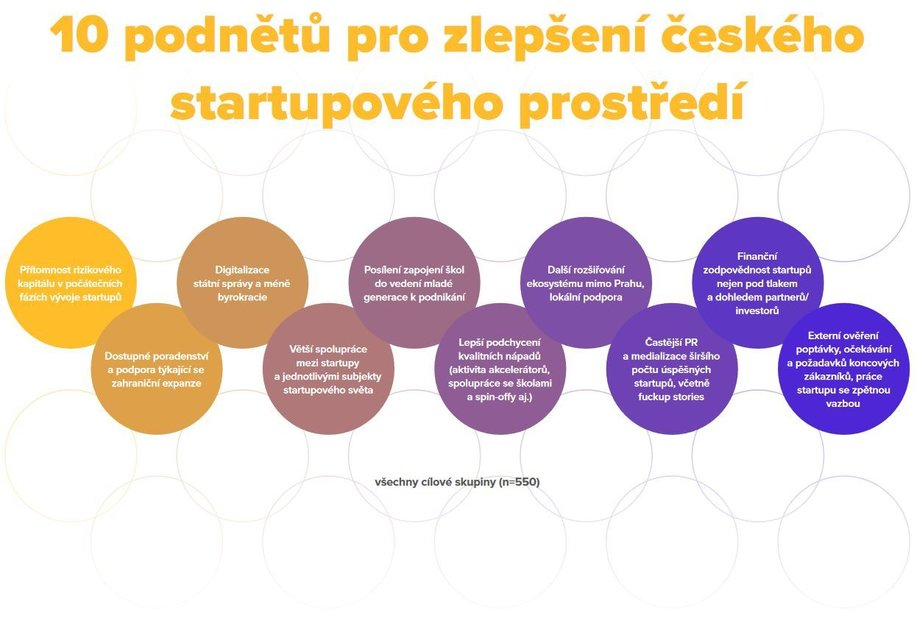 10 podnětů pro zlepšení českého
startupového prostředí
Přítomnost rizikového
kapitálu v počátečních
fázích vývoje startupů
Dostupné poradenství
a podpora týkající se
zahraniční expanze
Digitalizace
státní správy a méně
byrokracie
Větší spolupráce
mezi startupy
a jednotlivými subjekty
startupového světa
Posílení zapojení škol
do vedení mladé
generace k podnikání
Lepší podchycení
kvalitních nápadů
(aktivita akcelerátorů,
spolupráce se školami
a spin-offy aj.)
Další rozšiřování
ekosystému mimo Prahu,
lokální podpora
Častější PR
a medializace širšího
počtu úspěšných
startupů, včetně
fuckup stories
Finanční
zodpovědnost startupů
nejen pod tlakem
a dohledem partnerů/
investorů
Externí ověření
poptávky, očekávání
a požadavků koncových
zákazníků, práce
startupu se zpětnou
vazbou
všechny cílové skupiny (n=550)